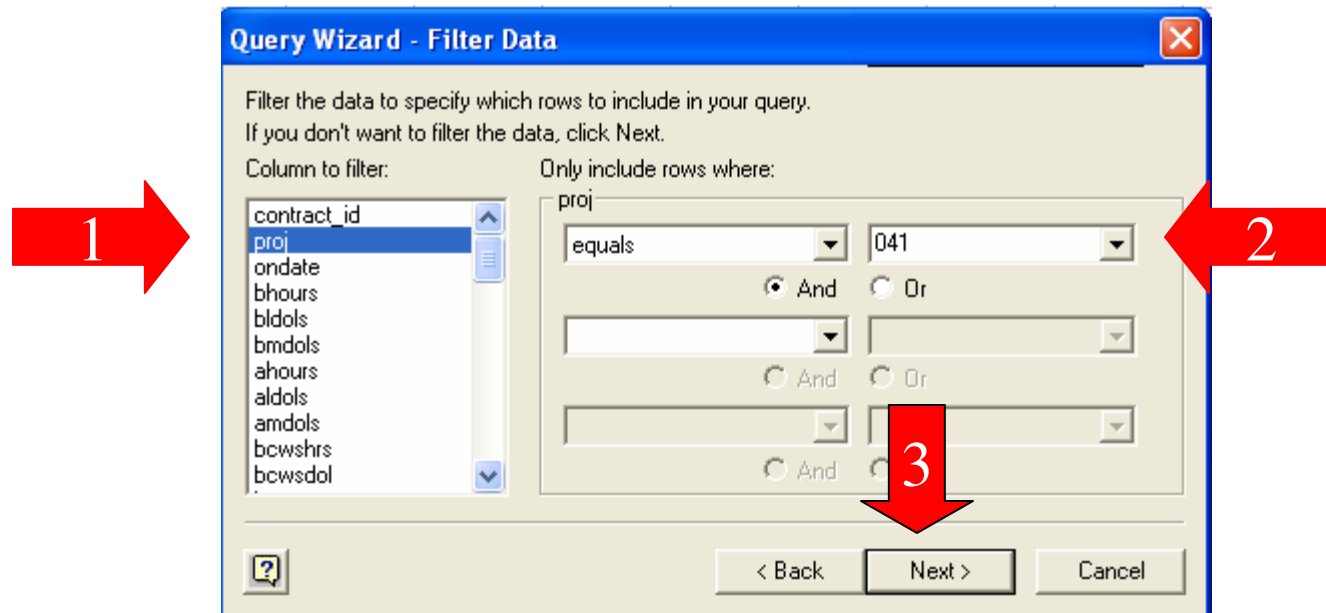 Query Wizard - Filter Data
Filter the data to specify which rows to include in your query.
If you don't want to filter the data, click Next.
Column to filter:
Only include rows where:
1
contract_id
proj
ondate
bhours
bldols
bmdols
ahours
aldols
amdols
bcwshrs
bcwsdol
proj
equals
041
2
And
Or
And
Or
And
3
?
< Back
Next >
Cancel